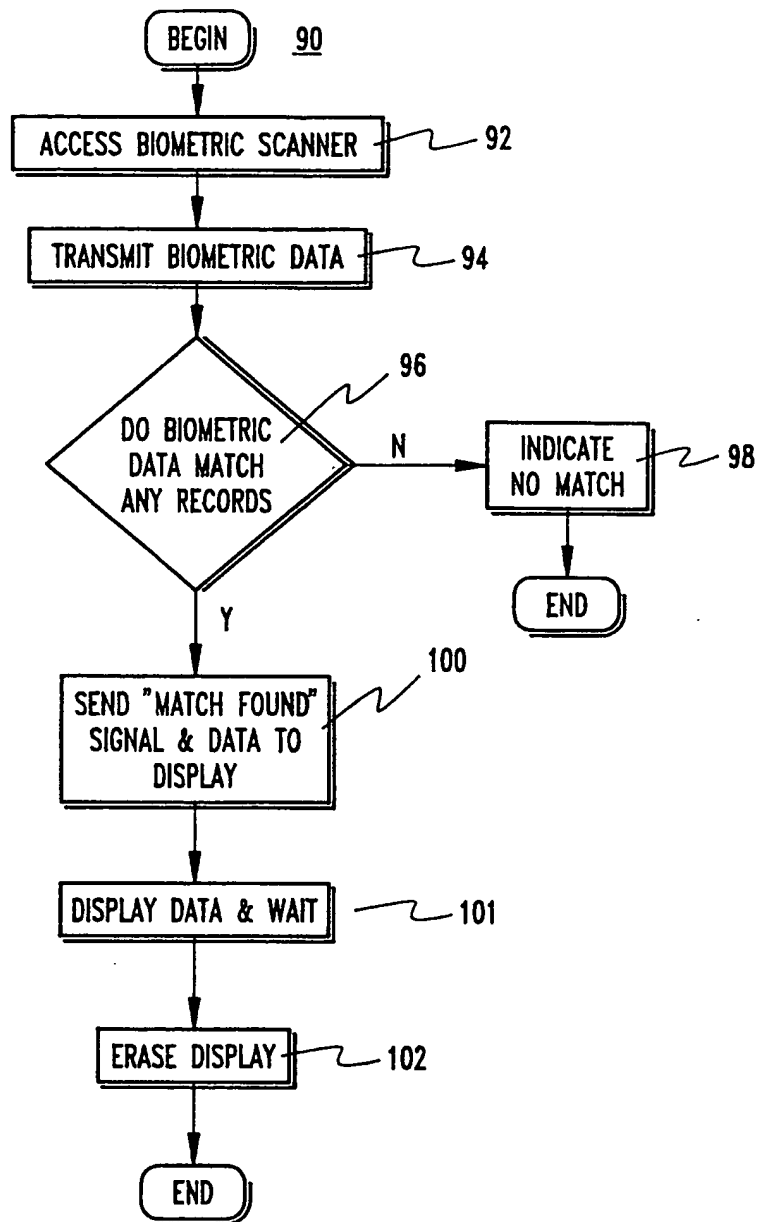 BEGIN
90
ACCESS BIOMETRIC SCANNER
92
TRANSMIT BIOMETRIC DATA
94
DO BIOMETRIC
DATA MATCH
ANY RECORDS
96
N
INDICATE
NO MATCH
98
END
Y
SEND "MATCH FOUND"
SIGNAL & DATA TO
DISPLAY
100
DISPLAY DATA & WAIT
101
ERASE DISPLAY
102
END